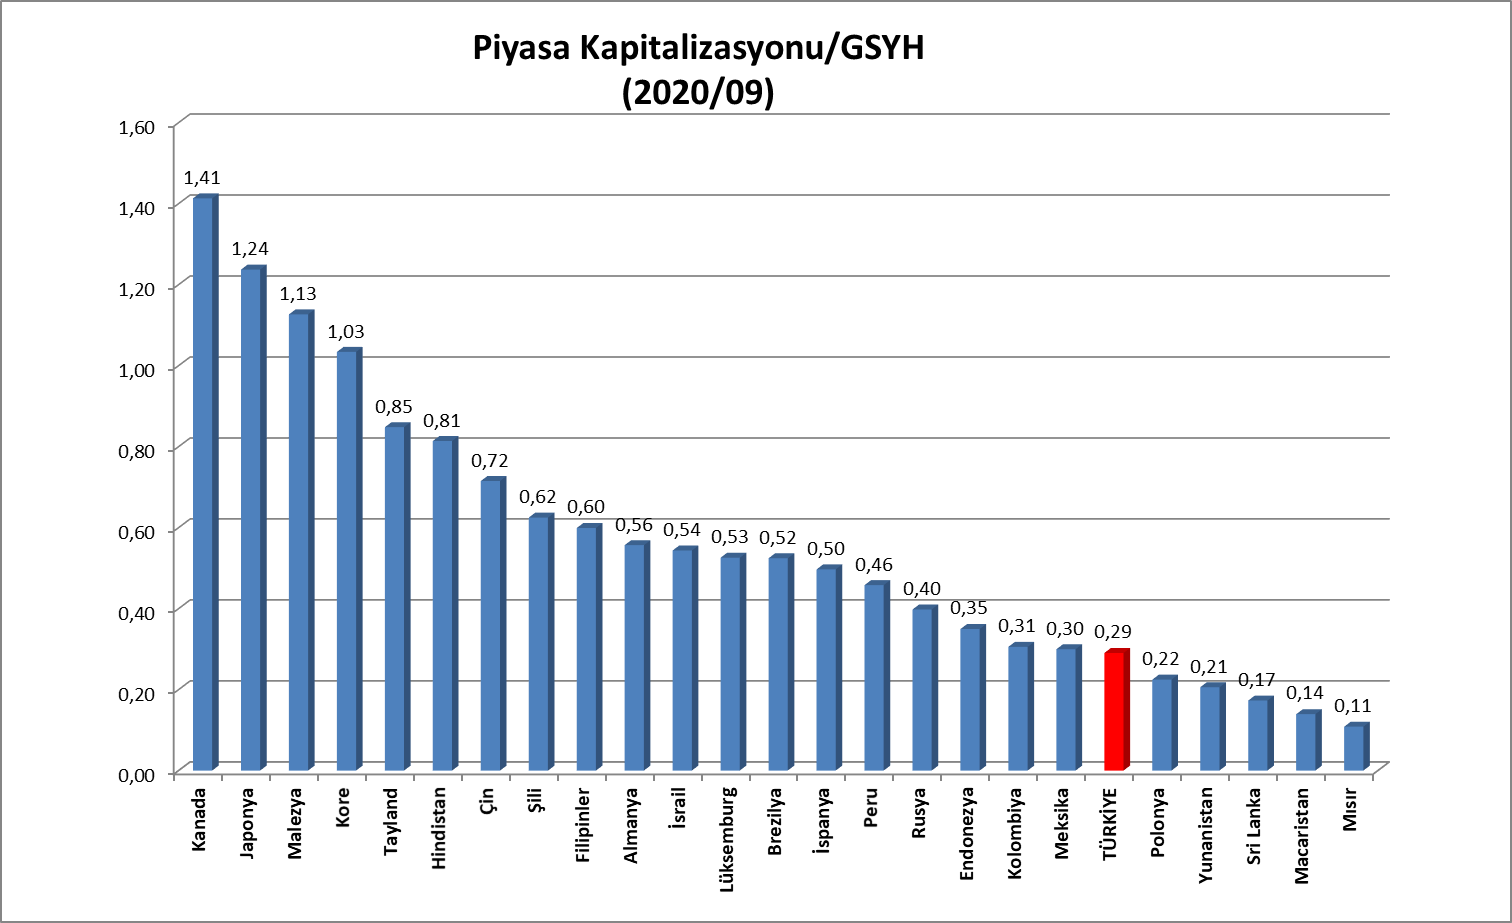 Piyasa Kapitalizasyonu/GSYH
(2020/09)
1,60
1,40
1,20
1,00
0,80
0,60
0,40
0,20
0,00
1,41
1,24
1,13
1,03
0,85
0,81
0,72
0,62
0,60
0,56
0,54
0,53
0,52
0,50
0,46
0,40
0,35
0,31
0,30
0,29
0,22
0,21
0,17
0,14
0,11
Kanada
Japonya
Malezya
Kore
Tayland
Hindistan
Çin
Şili
Filipinler
Almanya
İsrail
Lüksemburg
Brezilya
İspanya
Peru
Rusya
Endonezya
Kolombiya
Meksika
TÜRKİYE
Polonya
Yunanistan
Sri Lanka
Macaristan
Mısır